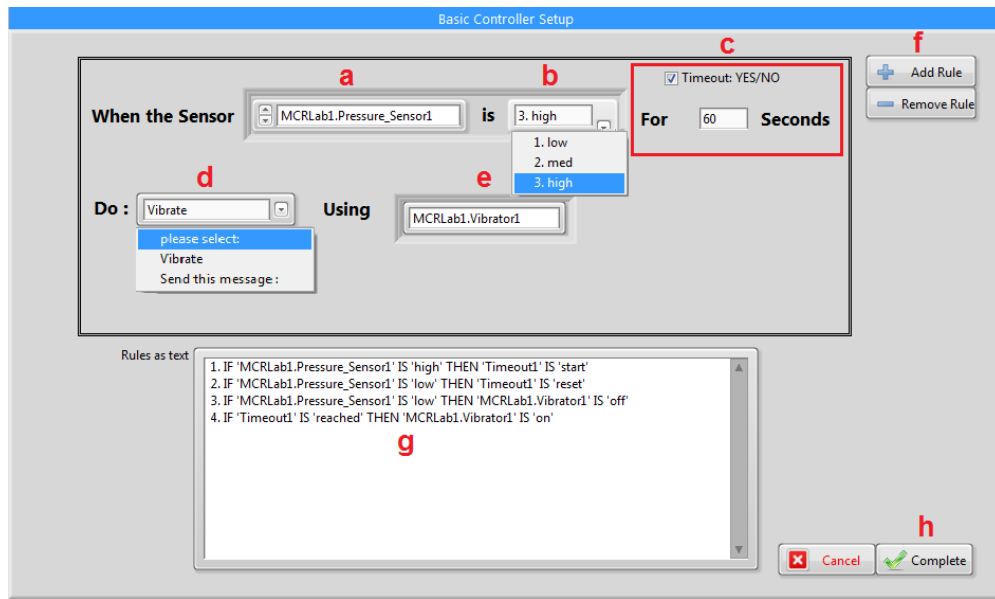 Basic Controller Setup
c
f
a
b
Timeout: YES/NO
Add Rule
Remove Rule
When the Sensor MCRLab1.Pressure_Sensor1 is 3. high For 60 Seconds
1. low
2. med
3. high
d
e
Do : Vibrate Using MCRLab1.Vibrator1
please select:
Vibrate
Send this message :
Rules as text
1. IF 'MCRLab1.Pressure_Sensor1' IS 'high' THEN 'Timeout1' IS 'start'
2. IF 'MCRLab1.Pressure_Sensor1' IS 'low' THEN 'Timeout1' IS 'reset'
3. IF 'MCRLab1.Pressure_Sensor1' IS 'low' THEN 'MCRLab1.Vibrator1' IS 'off'
4. IF 'Timeout1' IS 'reached' THEN 'MCRLab1.Vibrator1' IS 'on'
g
h
Cancel
Complete